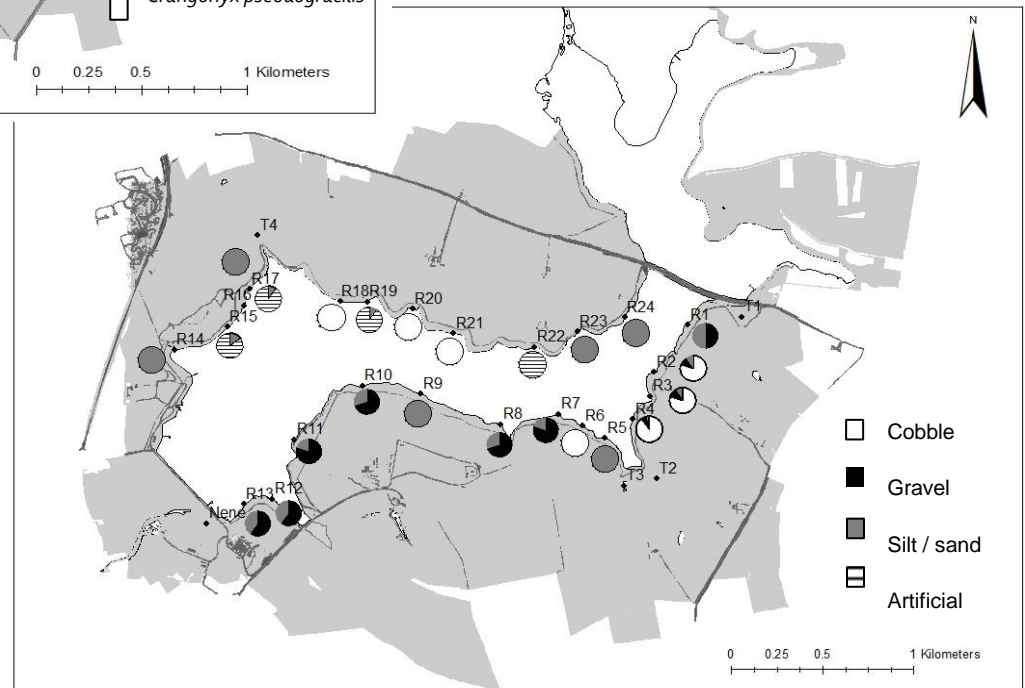 Crangonyx pseudogracilis
0 0.25 0.5 1 Kilometers
N
T4
R17
R16
R15
R14
R18
R19
R20
R21
R22
R23
R24
R1
T1
R2
R3
R4
R10
R9
R8
R7
R6
R5
T2
T3
R11
R13
R12
Nene
Cobble
Gravel
Silt / sand
Artificial
0 0.25 0.5 1 Kilometers